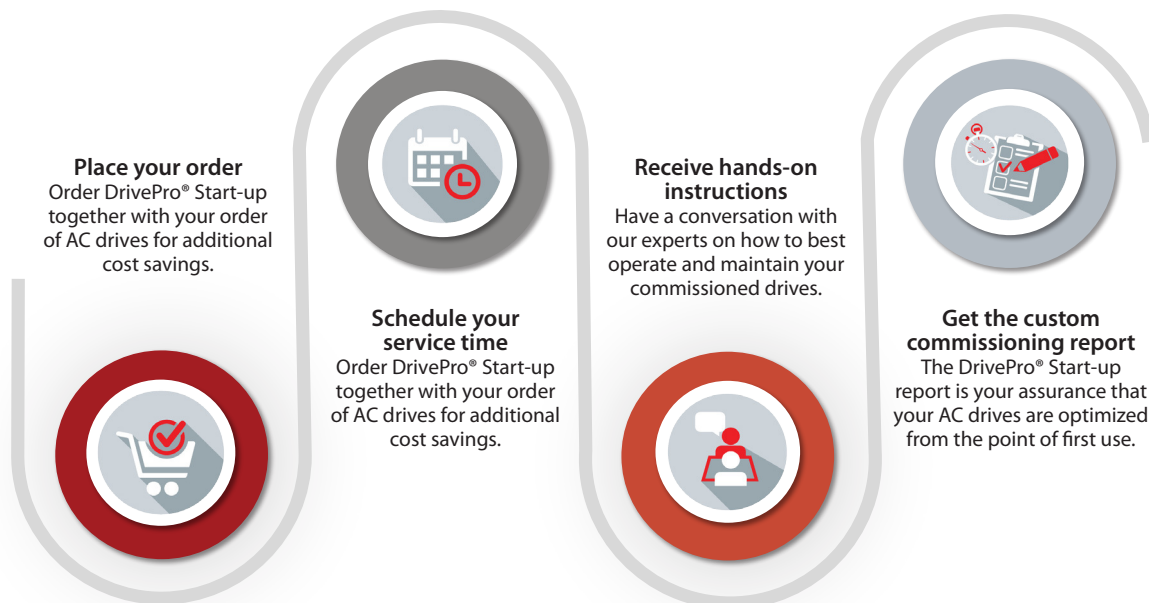 Place your order
Order DrivePro® Start-up
together with your order
of AC drives for additional
cost savings.
Schedule your
service time
Order DrivePro® Start-up
together with your order
of AC drives for additional
cost savings.
Receive hands-on
instructions
Have a conversation with
our experts on how to best
operate and maintain your
commissioned drives.
Get the custom
commissioning report
The DrivePro® Start-up
report is your assurance that
your AC drives are optimized
from the point of first use.